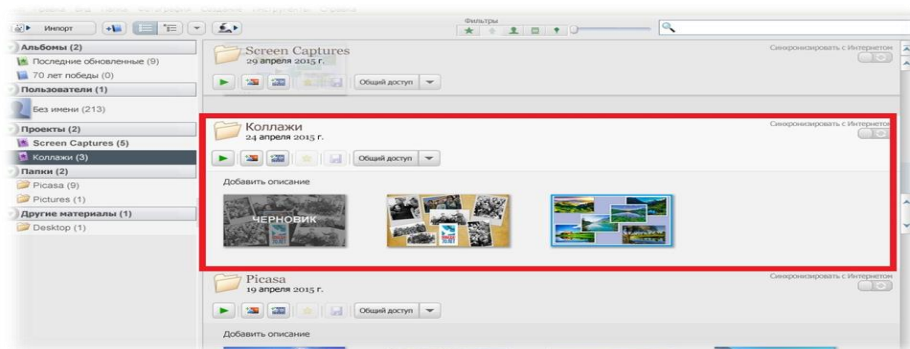 Импорт
Фильтры
Альбомы (2)
Последние обновленные (9)
70 лет победы (0)
Пользователи (1)
Без имени (213)
Проекты (2)
Screen Captures (5)
Коллажи (3)
Папки (2)
Picasa (9)
Pictures (1)
Другие материалы (1)
Desktop (1)
Screen Captures
Синхронизировать с Интернетом
29 апреля 2015 г.
Общий доступ
Коллажи
Синхронизировать с Интернетом
24 апреля 2015 г.
Общий доступ
Добавить описание
ЧЕРНОВИК
Picasa
Синхронизировать с Интернетом
19 апреля 2015 г.
Общий доступ
Добавить описание